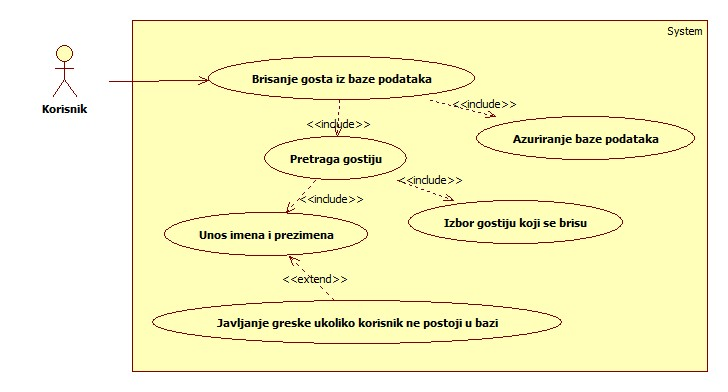 System
Brisanje gosta iz baze podataka
Korisnik
<<include>>
<<include>>
Azuriranje baze podataka
Pretraga gostiju
<<include>>
<<include>>
Izbor gostiju koji se brisu
Unos imena i prezimena
<<extend>>
Javljanje greske ukoliko korisnik ne postoji u bazi